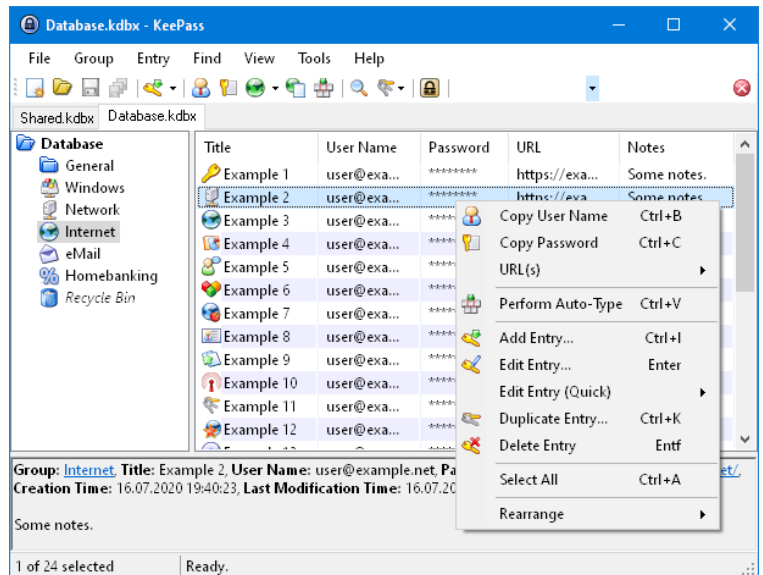 Database.kdbx - KeePass
File Group Entry Find View Tools Help
Shared.kdbx Database.kdbx
Database
General
Windows
Network
Internet
eMail
Homebanking
Recycle Bin
Title User Name Password URL Notes
Example 1 user@exa... ******** https://exa... Some notes.
Example 2 user@exa... ******** https://exa Some notes
Example 3 user@exa...
Example 4 user@exa...
Example 5 user@exa...
Example 6 user@exa...
Example 7 user@exa...
Example 8 user@exa...
Example 9 user@exa...
Example 10 user@exa...
Example 11 user@exa...
Example 12 user@exa...
Copy User Name Ctrl+B
Copy Password Ctrl+C
URL(s)
Perform Auto-Type Ctrl+V
Add Entry... Ctrl+I
Edit Entry... Enter
Edit Entry (Quick)
Duplicate Entry... Ctrl+K
Delete Entry Entf
Select All Ctrl+A
Rearrange
Group: Internet, Title: Example 2, User Name: user@example.net, Pa et/,
Creation Time: 16.07.2020 19:40:23, Last Modification Time: 16.07.20
Some notes.
1 of 24 selected Ready.